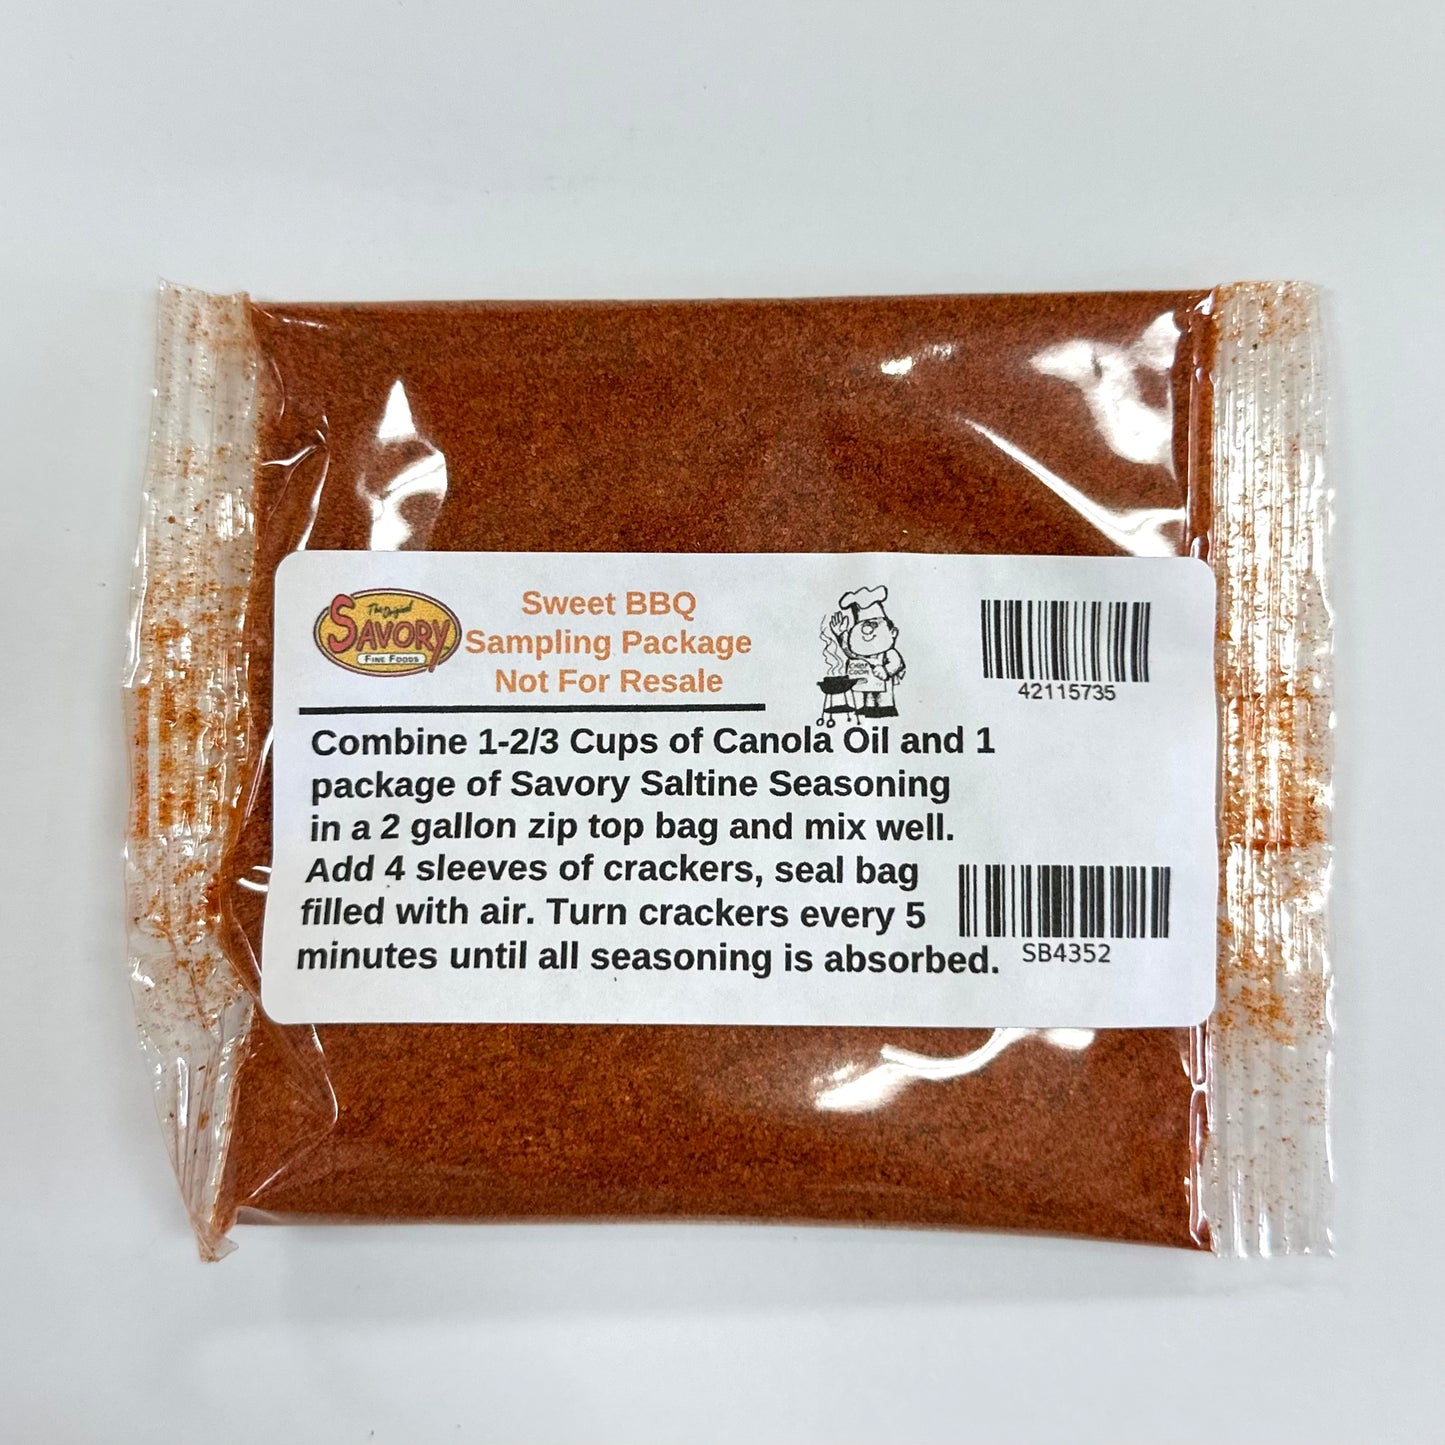 The Original
SAVORY
FINE FOODS
Sweet BBQ
Sampling Package
Not For Resale
CHEF
COOK
42115735
Combine 1-2/3 Cups of Canola Oil and 1
package of Savory Saltine Seasoning
in a 2 gallon zip top bag and mix well.
Add 4 sleeves of crackers, seal bag
filled with air. Turn crackers every 5
minutes until all seasoning is absorbed.
SB4352